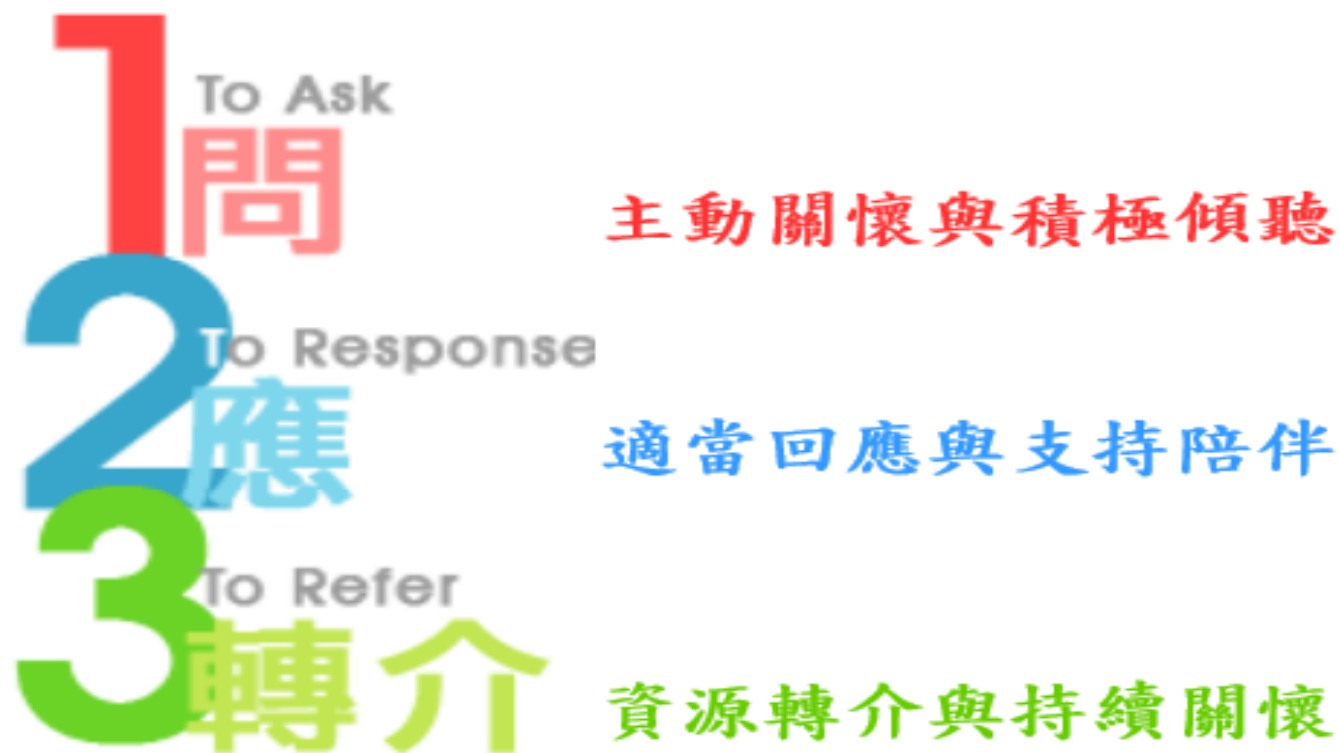 1
To Ask
問
主動關懷與積極傾聽
2
To Response
應
適當回應與支持陪伴
3
To Refer
轉介
資源轉介與持續關懷